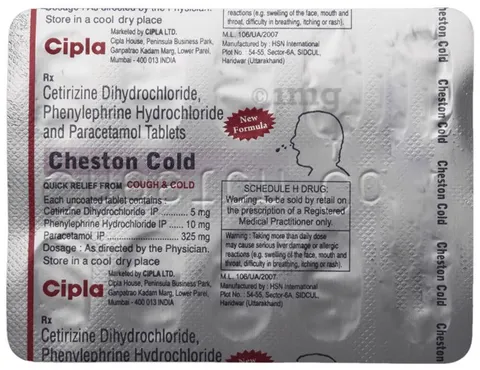 Dosage : As directed by the Physician.
Store in a cool dry place
reactions (e.g. swelling of the face, mouth and
throat, difficulty in breathing, itching or rash).
Cipla
Marketed by CIPLA LTD.
Cipla House, Peninsula Business Park,
Ganpatrao Kadam Marg, Lower Parel,
Mumbai - 400 013 INDIA
M.L. 106/UA/2007
Manufactured by : HSN International
Plot No. : 54-55, Sector-6A, SIDCUL,
Haridwar (Uttarakhand)
Rx
Cetirizine Dihydrochloride,
Phenylephrine Hydrochloride
and Paracetamol Tablets
New
Formula
Cheston Cold
QUICK RELIEF FROM COUGH & COLD
Each uncoated tablet contains :
Cetirizine Dihydrochloride IP .......... 5 mg
Phenylephrine Hydrochloride IP ..... 10 mg
Paracetamol IP ........................ 325 mg
Dosage : As directed by the Physician.
Store in a cool dry place
SCHEDULE H DRUG:
Warning : To be sold by retail on
the prescription of a Registered
Medical Practitioner only.
Warning : Taking more than daily dose
may cause serious liver damage or allergic
reactions (e.g. swelling of the face, mouth and
throat, difficulty in breathing, itching or rash).
Cipla
Marketed by CIPLA LTD.
Cipla House, Peninsula Business Park,
Ganpatrao Kadam Marg, Lower Parel,
Mumbai - 400 013 INDIA
M.L. 106/UA/2007
Manufactured by : HSN International
Plot No. : 54-55, Sector-6A, SIDCUL,
Haridwar (Uttarakhand)
Rx
Cetirizine Dihydrochloride,
Phenylephrine Hydrochloride
New
Cheston Cold
Cheston Cold
Cheston Cold
Cheston Cold
Cheston Cold